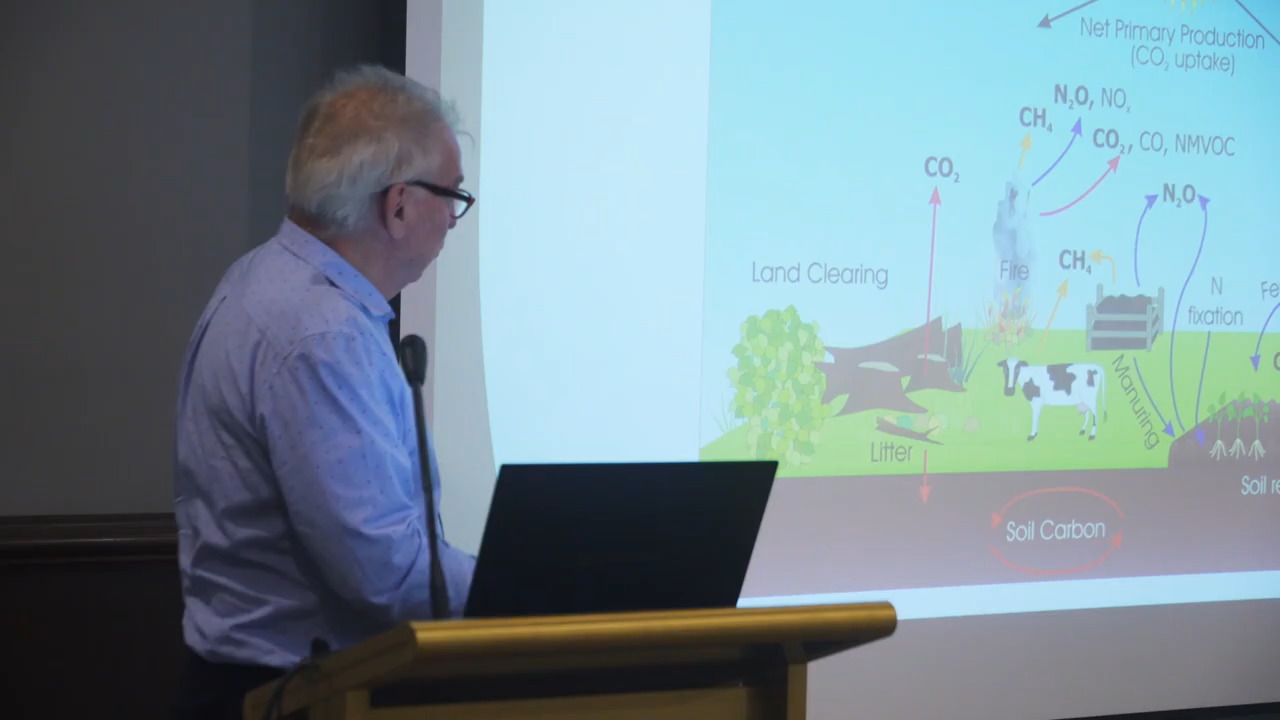 Net Primary Production
(CO₂ uptake)
N₂O, NOₓ
CH₄
CO₂, CO, NMVOC
CO₂
N₂O
CH₄
Land Clearing
Fire
N
fixation
Manuring
Litter
Soil
Soil Carbon